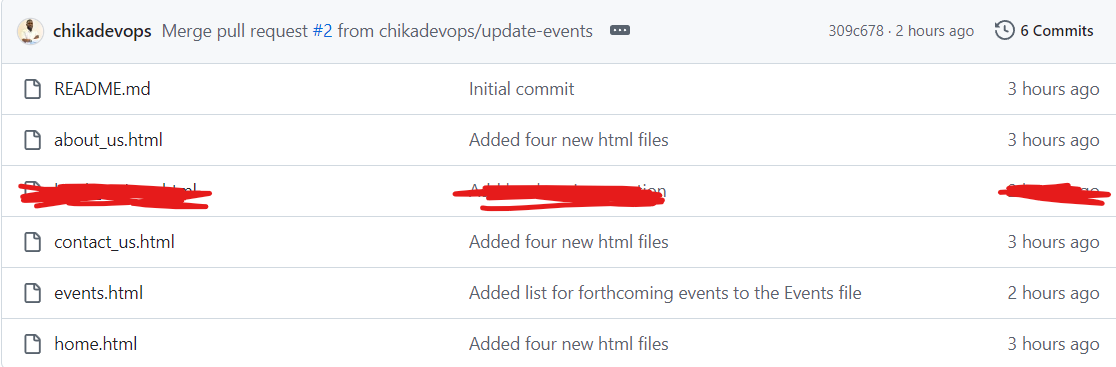 chikadevops Merge pull request #2 from chikadevops/update-events 309c678 · 2 hours ago 6 Commits
README.md Initial commit 3 hours ago
about_us.html Added four new html files 3 hours ago
contact_us.html Added four new html files 3 hours ago
events.html Added list for forthcoming events to the Events file 2 hours ago
home.html Added four new html files 3 hours ago